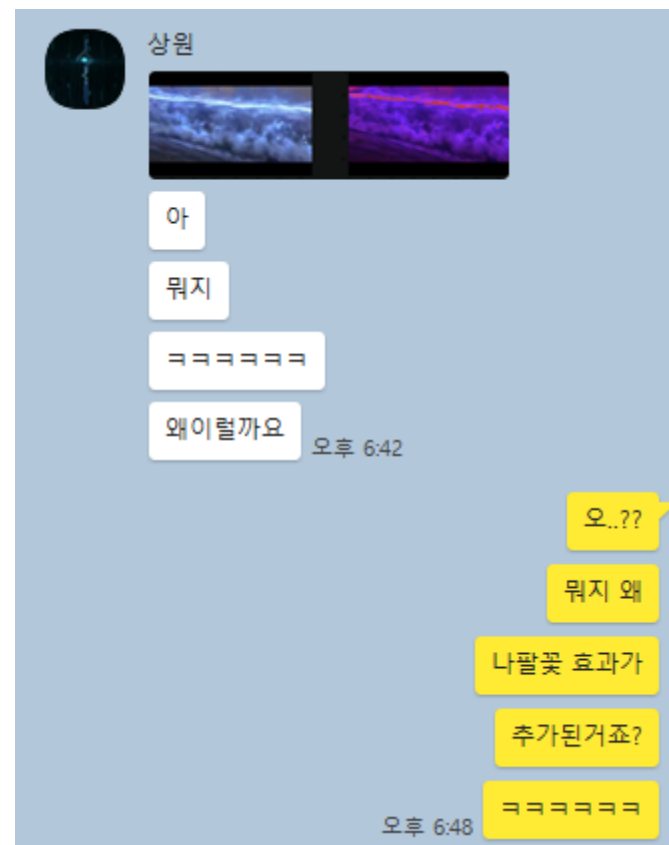 상원
아
뭐지
ㅋㅋㅋㅋㅋㅋ
왜이럴까요
오후 6:42
오..??
뭐지 왜
나팔꽃 효과가
추가된거죠?
ㅋㅋㅋㅋㅋㅋ
오후 6:48